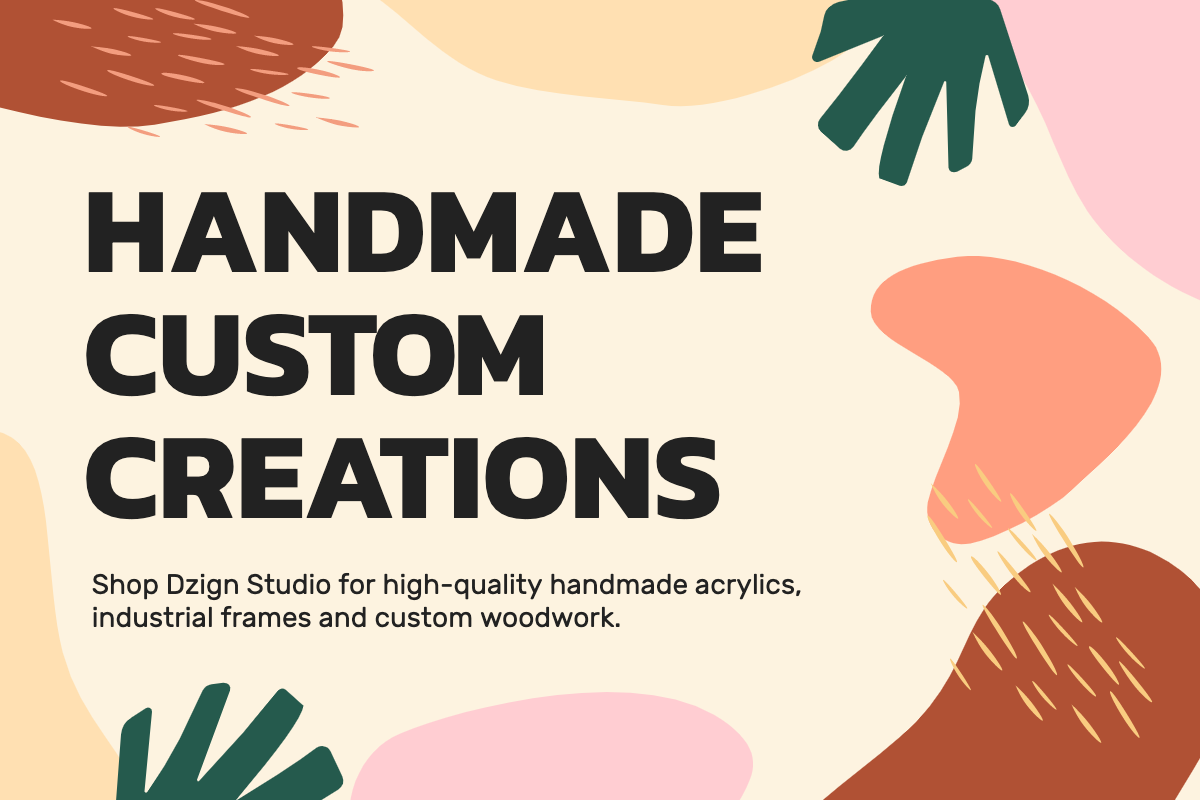 HANDMADE
CUSTOM
CREATIONS
Shop Dzign Studio for high-quality handmade acrylics,
industrial frames and custom woodwork.